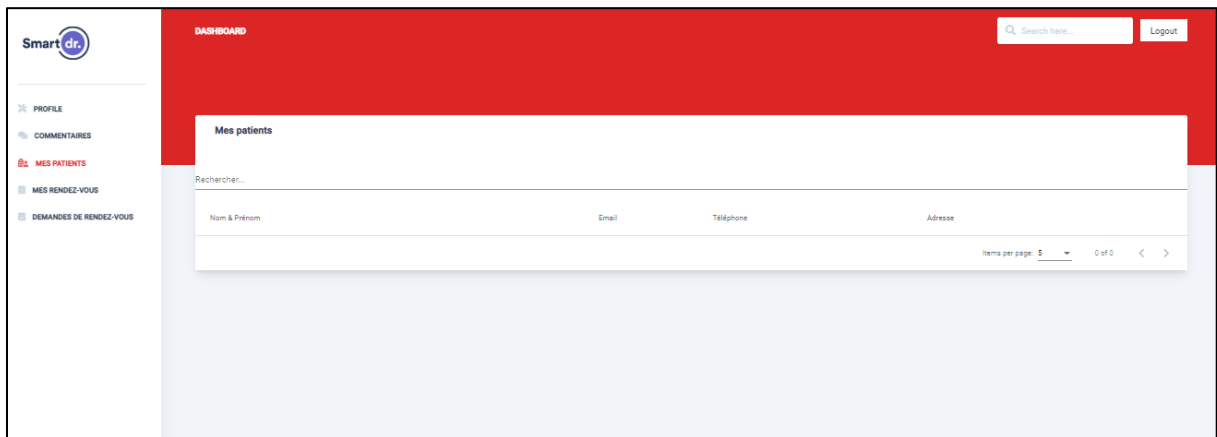 Smart dr.
DASHBOARD
Search here...
Logout
PROFILE
COMMENTAIRES
MES PATIENTS
MES RENDEZ-VOUS
DEMANDES DE RENDEZ-VOUS
Mes patients
Rechercher...
Nom & Prénom Email Téléphone Adresse
Items per page: 5 0 of 0